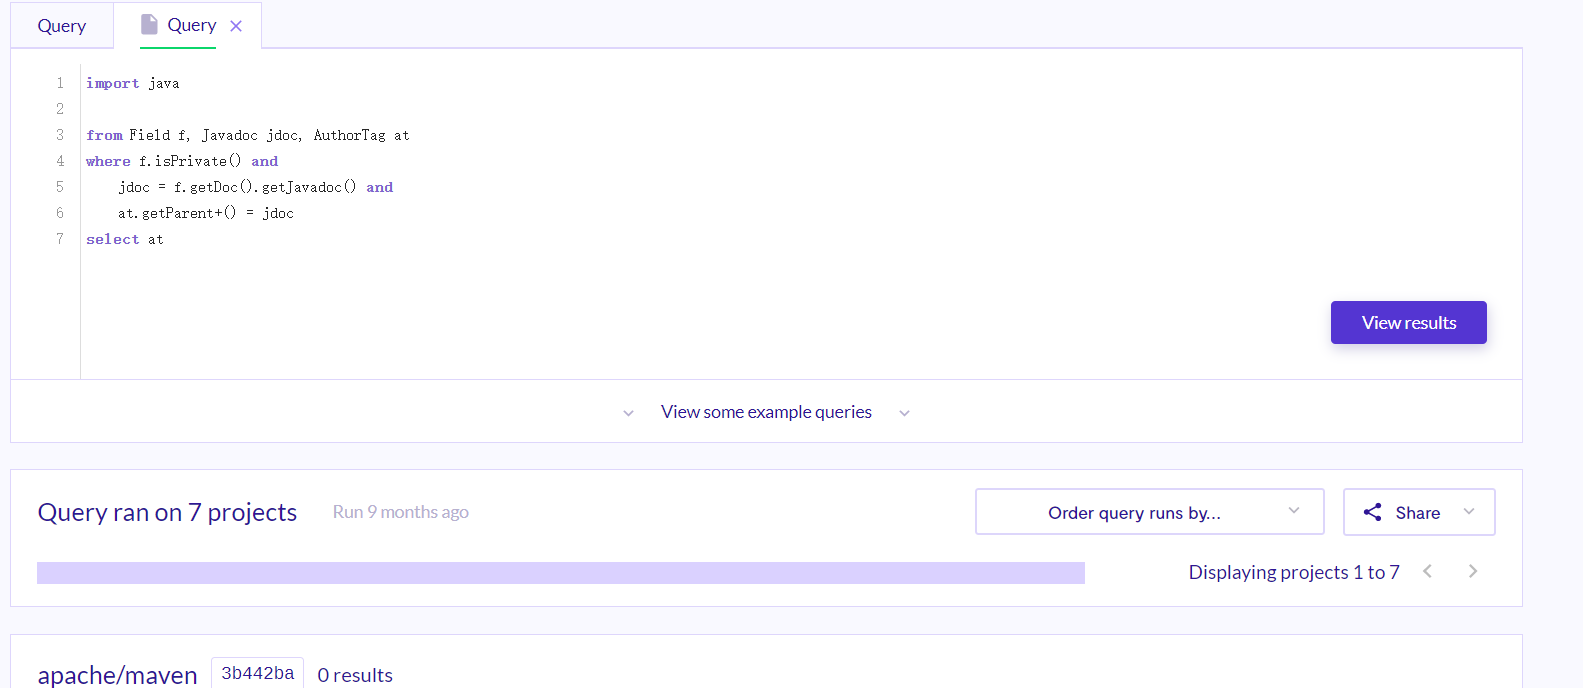 Query Query ×
1 import java
2
3 from Field f, Javadoc jdoc, AuthorTag at
4 where f.isPrivate() and
5 jdoc = f.getDoc().getJavadoc() and
6 at.getParent+() = jdoc
7 select at
View results
View some example queries
Query ran on 7 projects Run 9 months ago Order query runs by... Share
Displaying projects 1 to 7
apache/maven 3b442ba 0 results